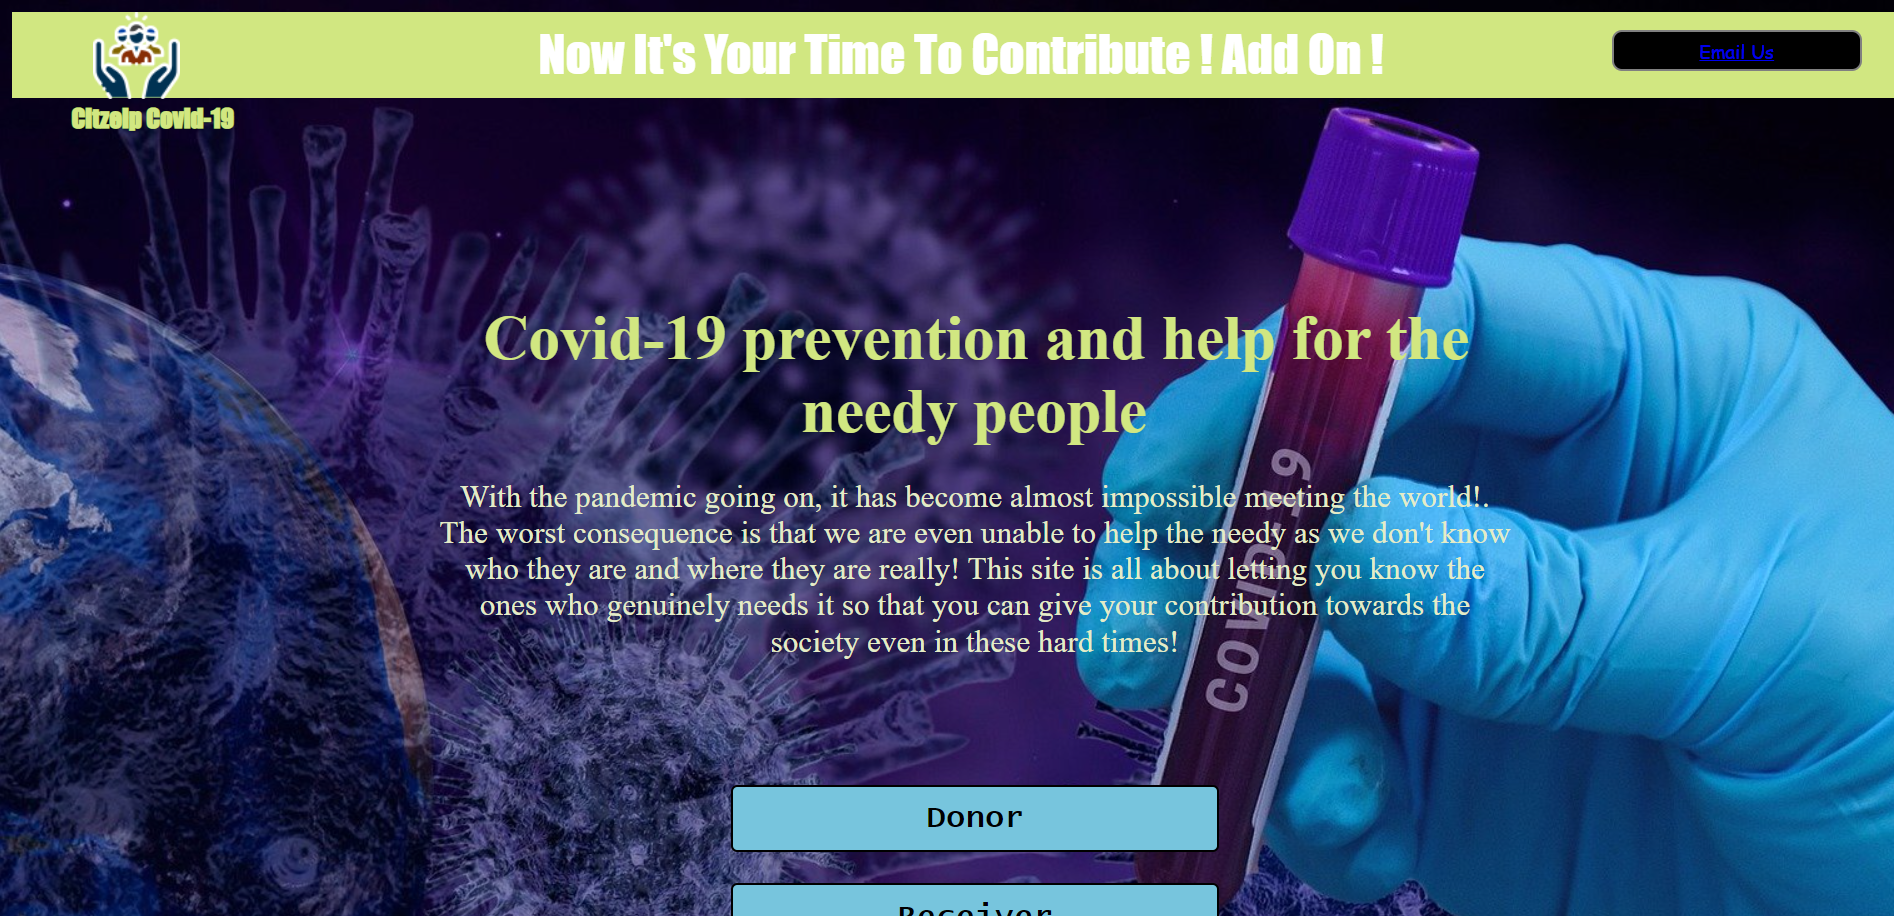 Now It's Your Time To Contribute ! Add On !
Email Us
Citzelp Covid-19
Covid-19 prevention and help for the
needy people
With the pandemic going on, it has become almost impossible meeting the world!.
The worst consequence is that we are even unable to help the needy as we don't know
who they are and where they are really! This site is all about letting you know the
ones who genuinely needs it so that you can give your contribution towards the
society even in these hard times!
COVID-19
Donor
Receiver